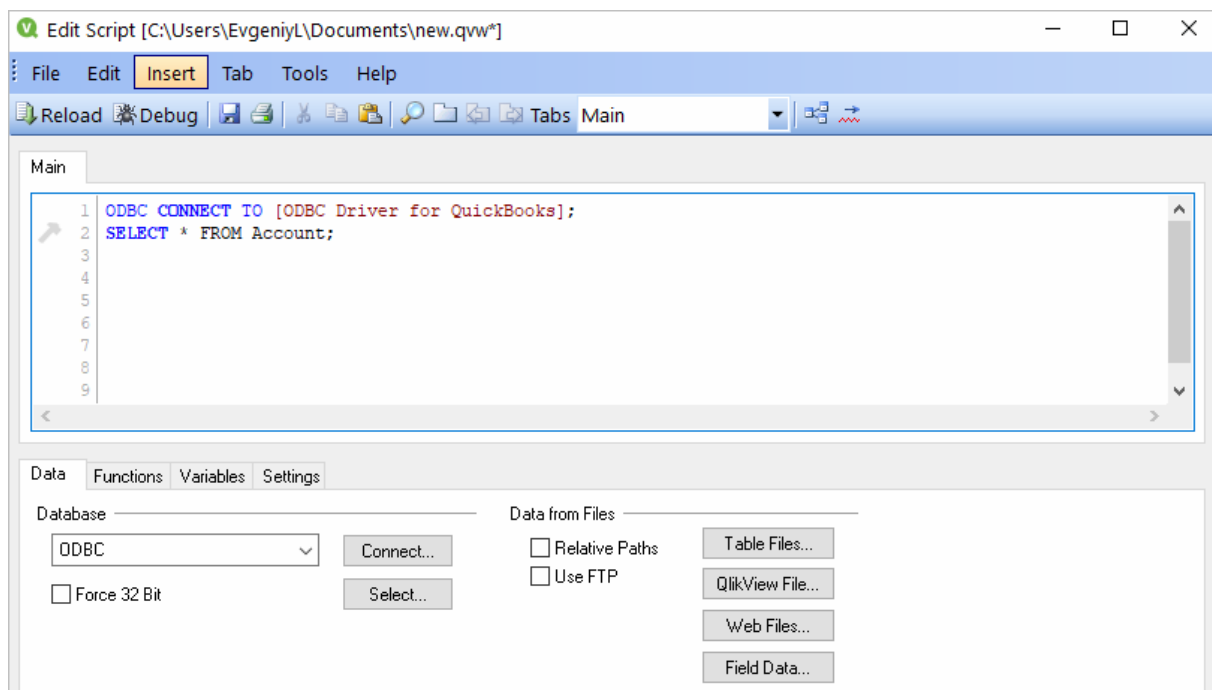 Edit Script [C:\Users\EvgeniyL\Documents\new.qvw*]
File Edit Insert Tab Tools Help
Reload Debug Tabs Main
Main
1 ODBC CONNECT TO [ODBC Driver for QuickBooks];
2 SELECT * FROM Account;
3
4
5
6
7
8
9
Data Functions Variables Settings
Database Data from Files
ODBC Connect... Relative Paths Table Files...
Force 32 Bit Select... Use FTP QlikView File...
Web Files...
Field Data...